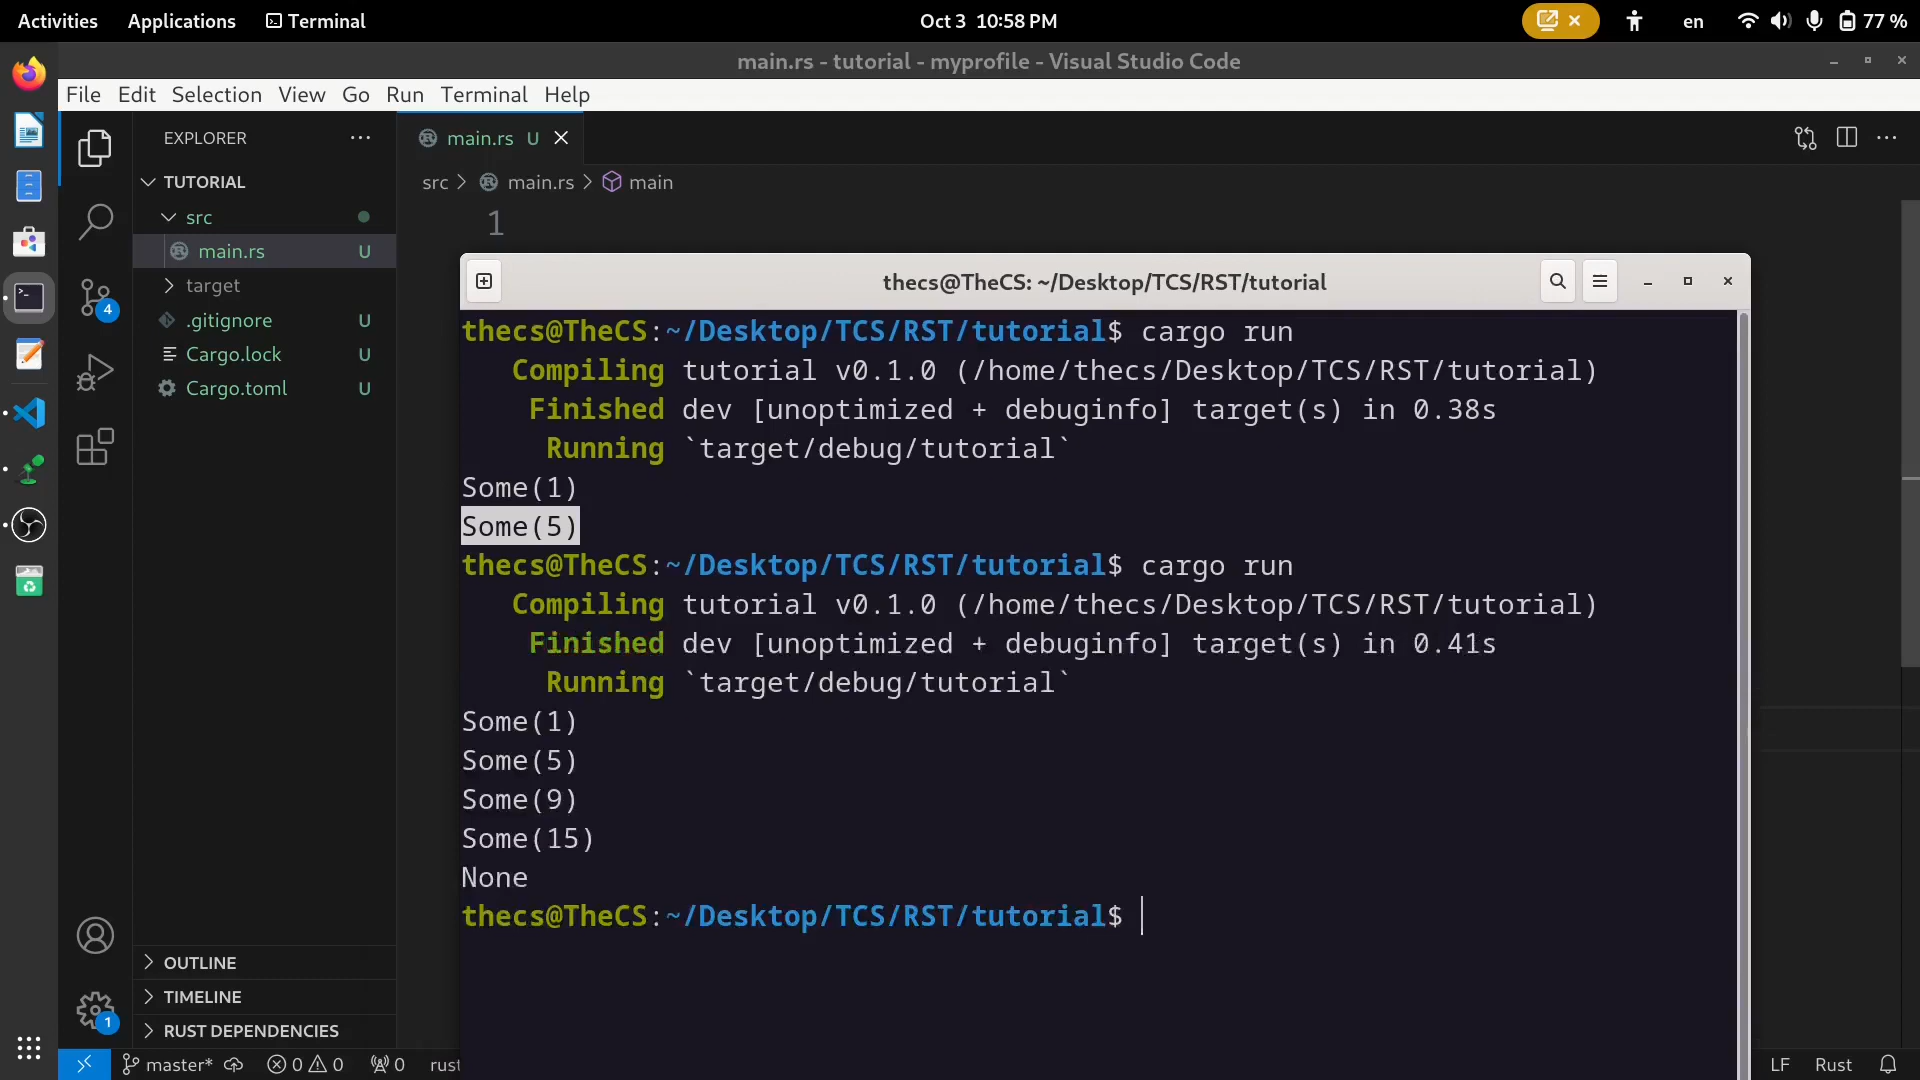 Activities Applications Terminal Oct 3 10:58 PM en 77 %
main.rs - tutorial - myprofile - Visual Studio Code
File Edit Selection View Go Run Terminal Help
EXPLORER
main.rs U
TUTORIAL
src > main.rs > main
src
1
main.rs U
target
.gitignore U
Cargo.lock U
Cargo.toml U
4
thecs@TheCS: ~/Desktop/TCS/RST/tutorial
thecs@TheCS:~/Desktop/TCS/RST/tutorial$ cargo run
Compiling tutorial v0.1.0 (/home/thecs/Desktop/TCS/RST/tutorial)
Finished dev [unoptimized + debuginfo] target(s) in 0.38s
Running `target/debug/tutorial`
Some(1)
Some(5)
thecs@TheCS:~/Desktop/TCS/RST/tutorial$ cargo run
Compiling tutorial v0.1.0 (/home/thecs/Desktop/TCS/RST/tutorial)
Finished dev [unoptimized + debuginfo] target(s) in 0.41s
Running `target/debug/tutorial`
Some(1)
Some(5)
Some(9)
Some(15)
None
thecs@TheCS:~/Desktop/TCS/RST/tutorial$
OUTLINE
TIMELINE
RUST DEPENDENCIES
1
master* 0 0 0 rust LF Rust